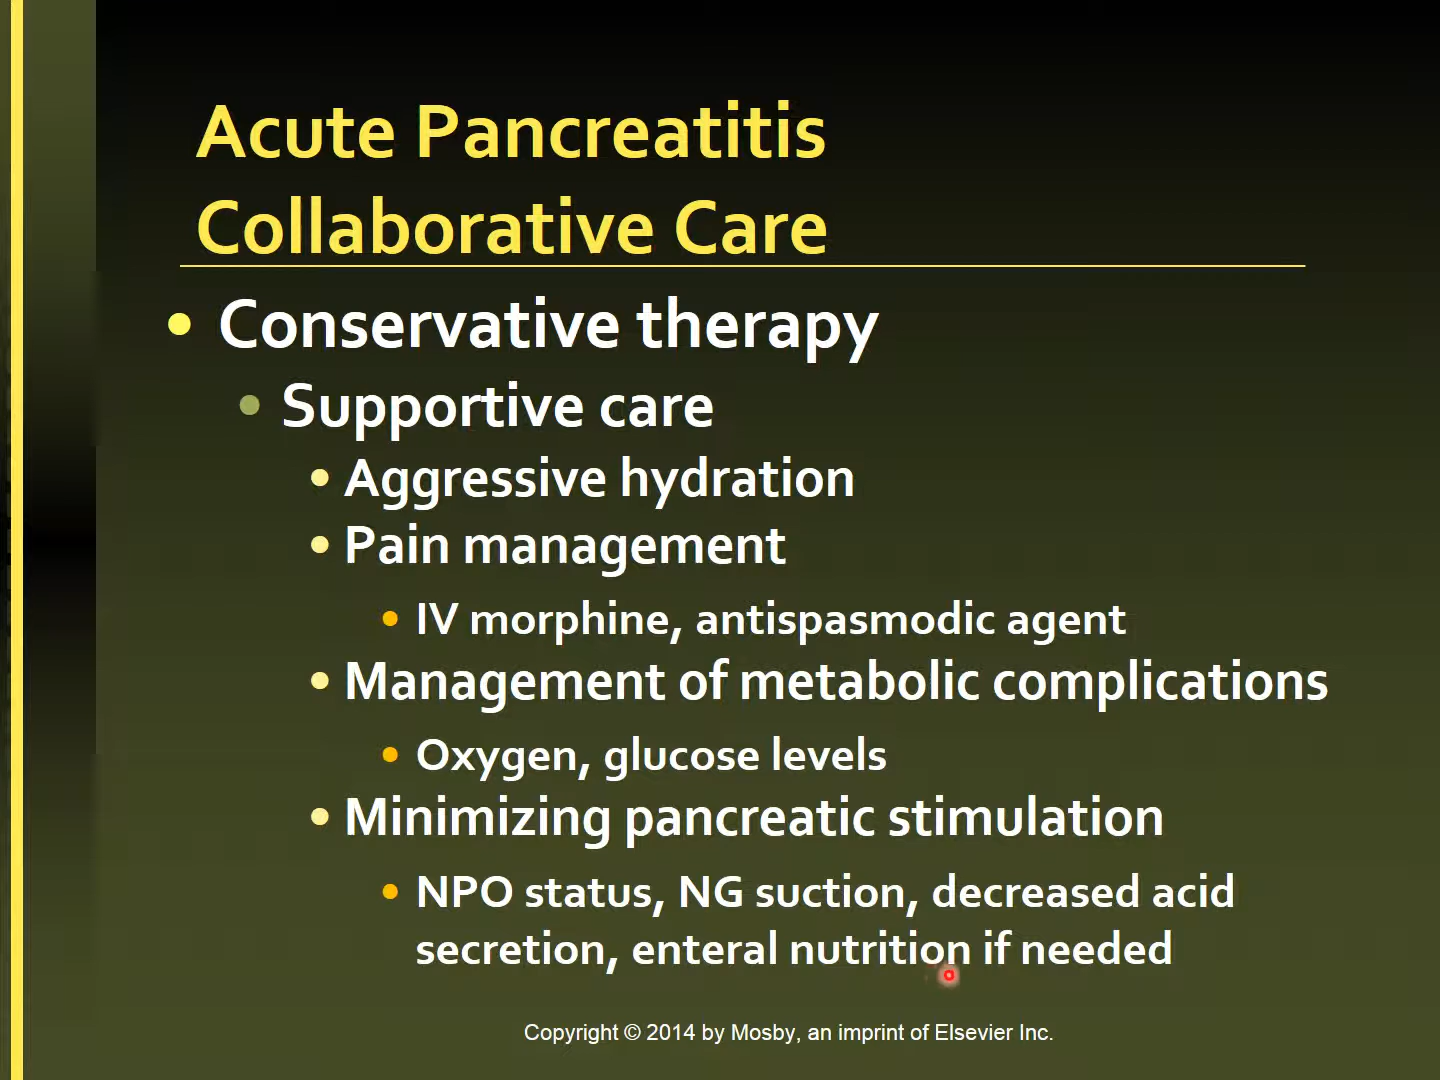 Acute Pancreatitis
Collaborative Care
• Conservative therapy
• Supportive care
• Aggressive hydration
• Pain management
• IV morphine, antispasmodic agent
• Management of metabolic complications
• Oxygen, glucose levels
• Minimizing pancreatic stimulation
• NPO status, NG suction, decreased acid
secretion, enteral nutrition if needed
Copyright © 2014 by Mosby, an imprint of Elsevier Inc.